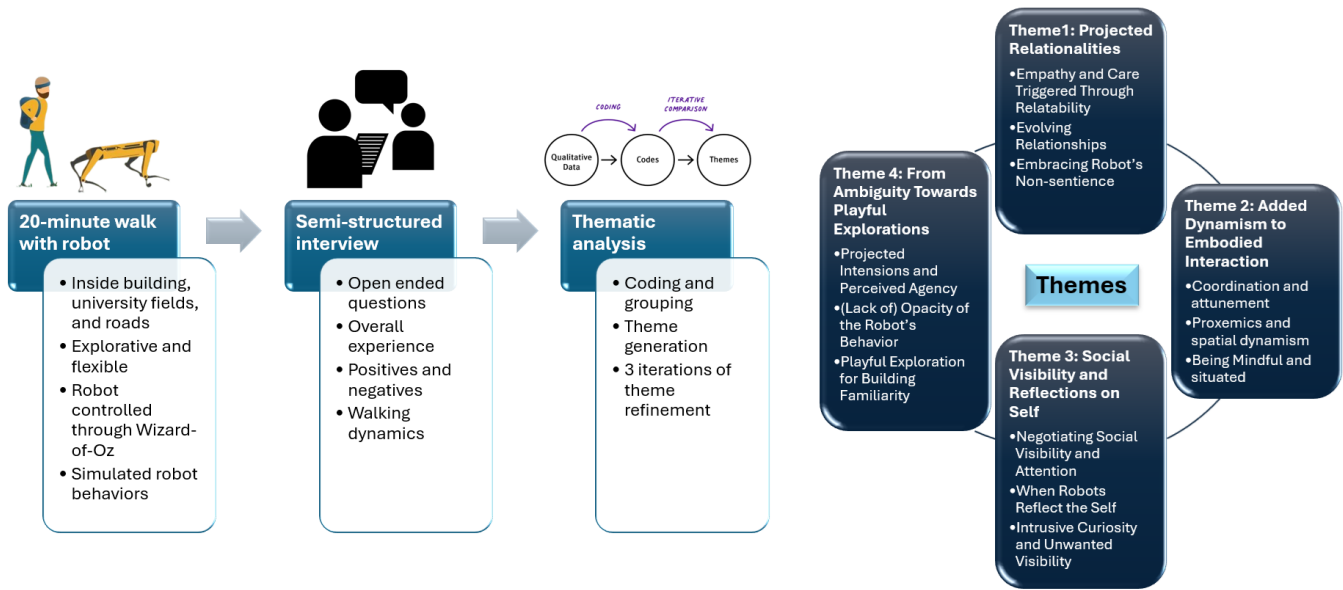 CODING
ITERATIVE
COMPARISON
Qualitative
Data
Codes
Themes
20-minute walk
with robot
• Inside building,
university fields,
and roads
• Explorative and
flexible
• Robot
controlled
through Wizard-
of-Oz
• Simulated robot
behaviors
Semi-structured
interview
• Open ended
questions
• Overall
experience
• Positives and
negatives
• Walking
dynamics
Thematic
analysis
• Coding and
grouping
• Theme
generation
• 3 iterations of
theme
refinement
Themes
Theme1: Projected
Relationalities
•Empathy and Care
Triggered Through
Relatability
•Evolving
Relationships
•Embracing Robot's
Non-sentience
Theme 2: Added
Dynamism to
Embodied
Interaction
•Coordination and
attunement
•Proxemics and
spatial dynamism
•Being Mindful and
situated
Theme 3: Social
Visibility and
Reflections on
Self
•Negotiating Social
Visibility and
Attention
•When Robots
Reflect the Self
•Intrusive Curiosity
and Unwanted
Visibility
Theme 4: From
Ambiguity Towards
Playful
Explorations
•Projected
Intensions and
Perceived Agency
•(Lack of) Opacity of
the Robot's
Behavior
•Playful Exploration
for Building
Familiarity